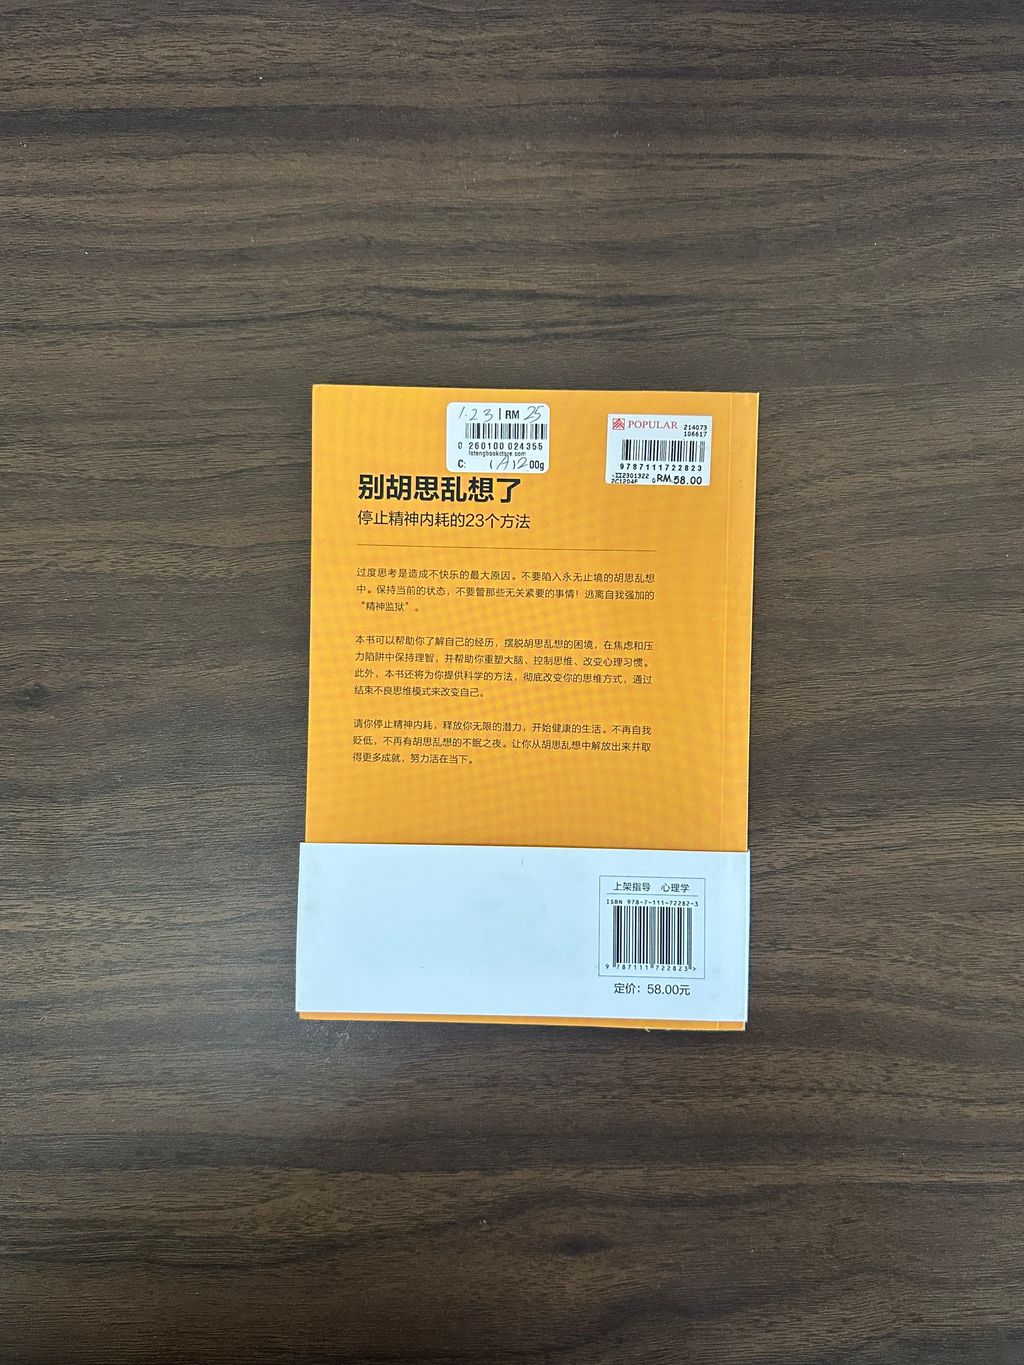 1.23 | RM 25
0 260100 024355
latengbookstore.com
C: 1A12 00g
POPULAR 214073
106617
9787111722823
-II2301322
2C1204F RM 58.00
别胡思乱想了
停止精神内耗的23个方法
过度思考是造成不快乐的最大原因。不要陷入永无止境的胡思乱想
中。保持当前的状态，不要管那些无关紧要的事情！逃离自我强加的
“精神监狱”。
本书可以帮助你了解自己的经历，摆脱胡思乱想的困境，在焦虑和压
力陷阱中保持理智，并帮助你重塑大脑、控制思维、改变心理习惯。
此外，本书还将为你提供科学的方法，彻底改变你的思维方式，通过
结束不良思维模式来改变自己。
请你停止精神内耗，释放你无限的潜力，开始健康的生活。不再自我
贬低，不再有胡思乱想的不眠之夜。让你从胡思乱想中解放出来并取
得更多成就，努力活在当下。
上架指导 心理学
ISBN 978-7-111-72282-3
9 787111 722823 >
定价：58.00元